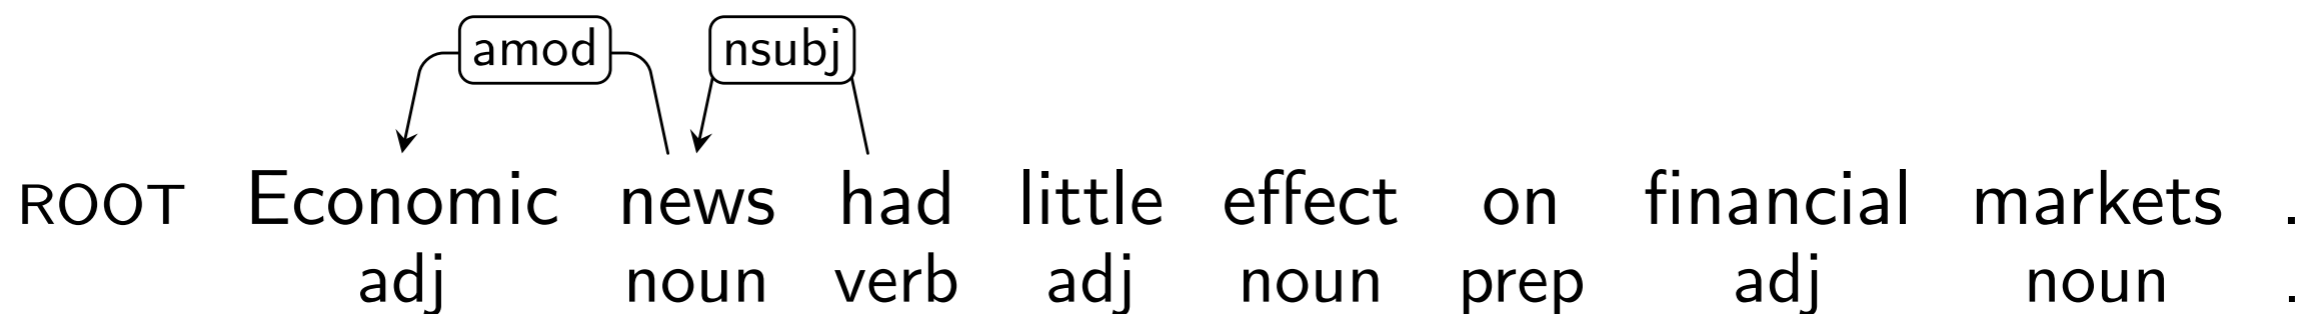 amod nsubj
ROOT Economic news had little effect on financial markets .
adj noun verb adj noun prep adj noun .